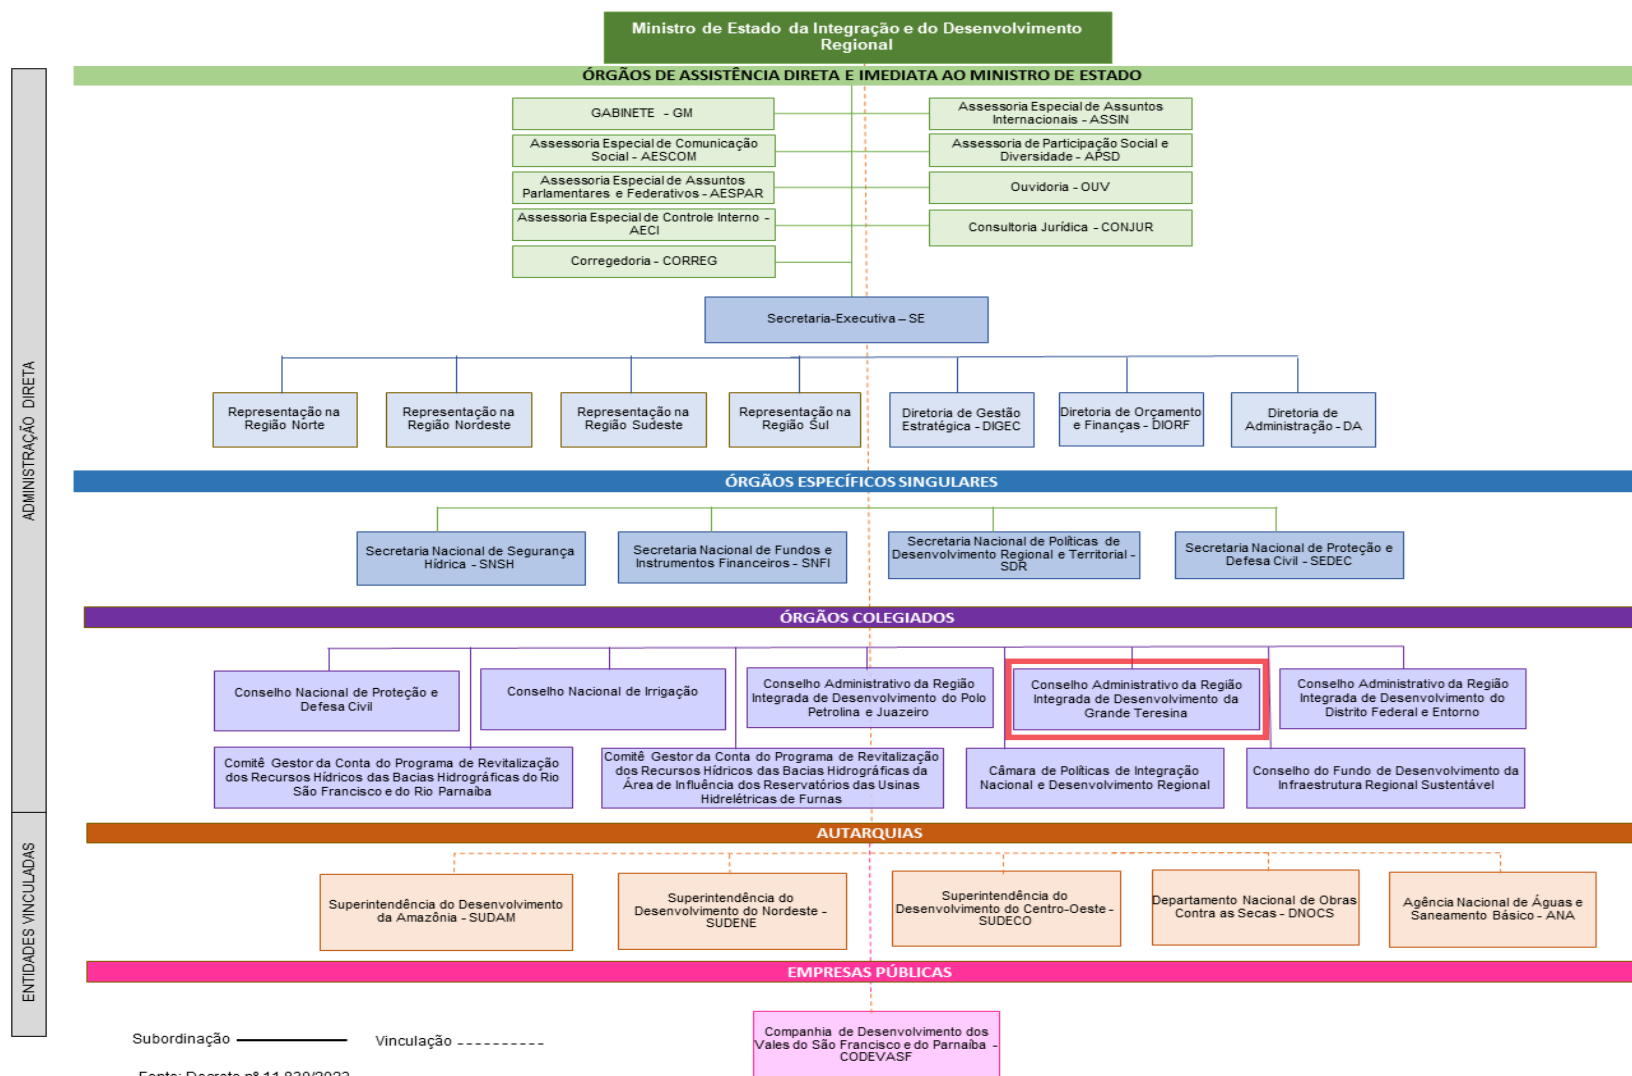 Ministro de Estado da Integração e do Desenvolvimento
Regional
ÓRGÃOS DE ASSISTÊNCIA DIRETA E IMEDIATA AO MINISTRO DE ESTADO
GABINETE - GM
Assessoria Especial de Assuntos
Internacionais - ASSIN
Assessoria Especial de Comunicação
Social - AESCOM
Assessoria de Participação Social e
Diversidade - APSD
Assessoria Especial de Assuntos
Parlamentares e Federativos - AESPAR
Ouvidoria - OUV
Assessoria Especial de Controle Interno -
AECI
Consultoria Jurídica - CONJUR
Corregedoria - CORREG
Secretaria-Executiva – SE
ADMINISTRAÇÃO DIRETA
Representação na
Região Norte
Representação na
Região Nordeste
Representação na
Região Sudeste
Representação na
Região Sul
Diretoria de Gestão
Estratégica - DIGEC
Diretoria de Orçamento
e Finanças - DIORF
Diretoria de
Administração - DA
ÓRGÃOS ESPECÍFICOS SINGULARES
Secretaria Nacional de Segurança
Hídrica - SNSH
Secretaria Nacional de Fundos e
Instrumentos Financeiros - SNFI
Secretaria Nacional de Políticas de
Desenvolvimento Regional e Territorial -
SDR
Secretaria Nacional de Proteção e
Defesa Civil - SEDEC
ÓRGÃOS COLEGIADOS
Conselho Nacional de Proteção e
Defesa Civil
Conselho Nacional de Irrigação
Conselho Administrativo da Região
Integrada de Desenvolvimento do Polo
Petrolina e Juazeiro
Conselho Administrativo da Região
Integrada de Desenvolvimento da
Grande Teresina
Conselho Administrativo da Região
Integrada de Desenvolvimento do
Distrito Federal e Entorno
Comitê Gestor da Conta do Programa de Revitalização
dos Recursos Hídricos das Bacias Hidrográficas do Rio
São Francisco e do Rio Parnaíba
Comitê Gestor da Conta do Programa de Revitalização
dos Recursos Hídricos das Bacias Hidrográficas da
Área de Influência dos Reservatórios das Usinas
Hidrelétricas de Furnas
Câmara de Políticas de Integração
Nacional e Desenvolvimento Regional
Conselho do Fundo de Desenvolvimento da
Infraestrutura Regional Sustentável
ENTIDADES VINCULADAS
AUTARQUIAS
Superintendência do Desenvolvimento
da Amazônia - SUDAM
Superintendência do
Desenvolvimento do Nordeste -
SUDENE
Superintendência do
Desenvolvimento do Centro-Oeste -
SUDECO
Departamento Nacional de Obras
Contra as Secas - DNOCS
Agência Nacional de Águas e
Saneamento Básico - ANA
EMPRESAS PÚBLICAS
Companhia de Desenvolvimento dos
Vales do São Francisco e do Parnaíba -
CODEVASF
Subordinação
Vinculação
Fonte: Decreto nº 11.830/2023